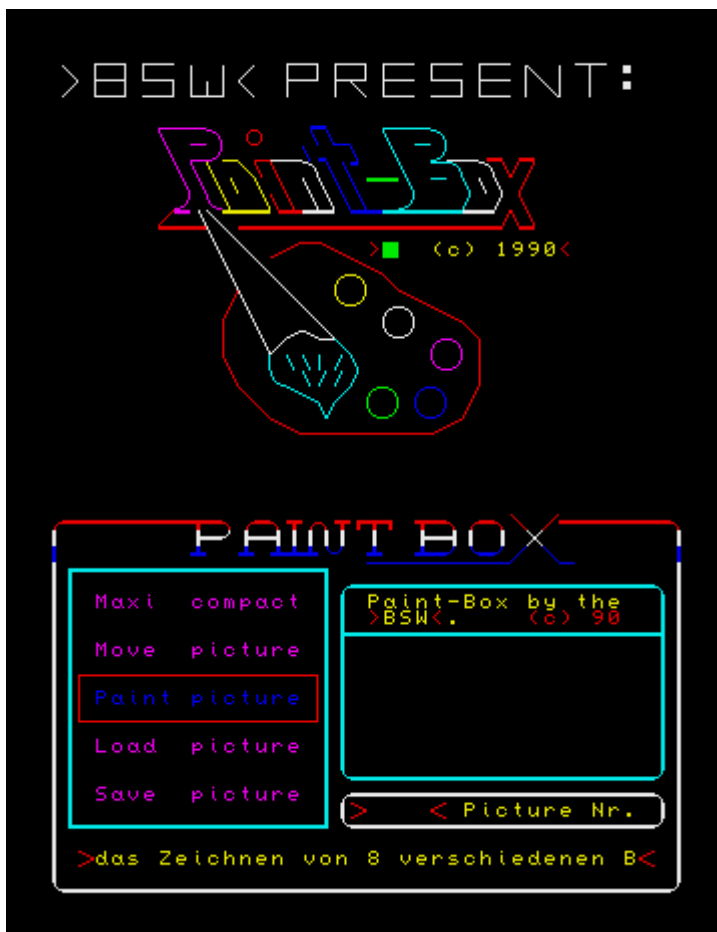 >BSW< PRESENT:
Paint-Box
>■ (c) 1990<
PAINT BOX
Maxi compact
Move picture
Paint picture
Load picture
Save picture
Paint-Box by the
>BSW<. (c) 90
> < Picture Nr.
>das Zeichnen von 8 verschiedenen B<